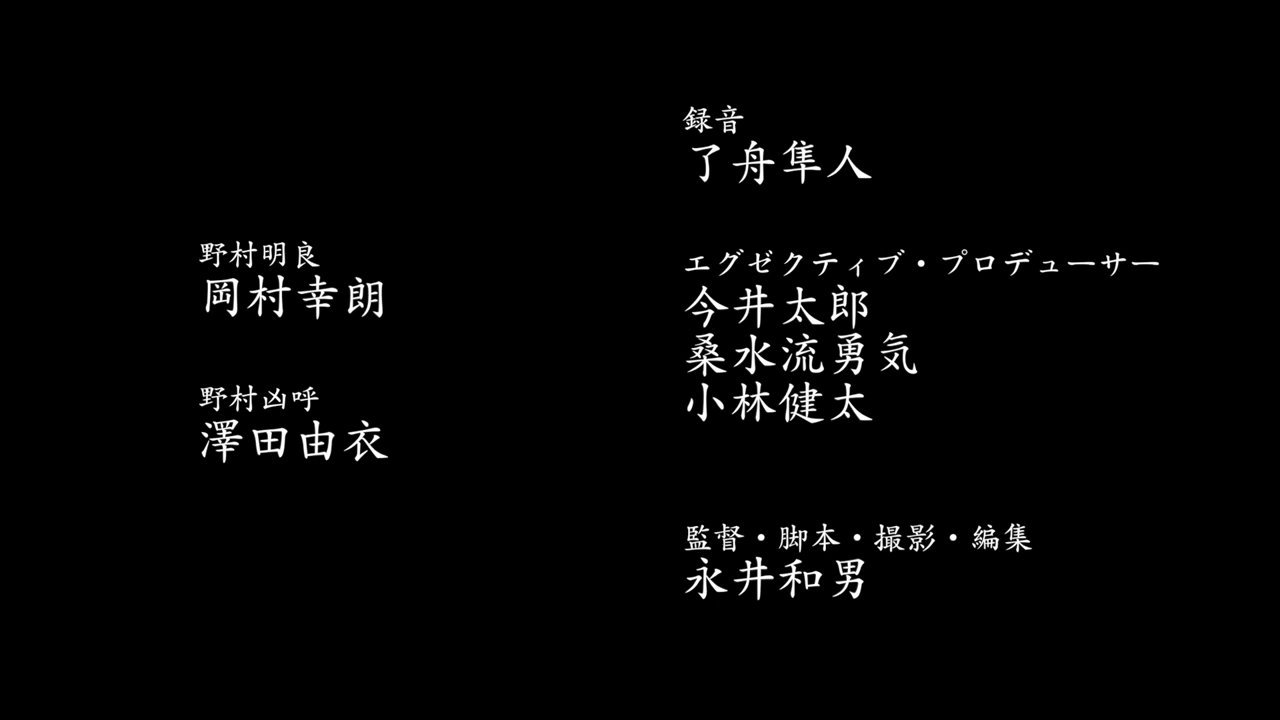 野村明良
岡村幸朗
野村凶呼
澤田由衣
録音
了舟隼人
エグゼクティブ・プロデューサー
今井太郎
桑水流勇気
小林健太
監督・脚本・撮影・編集
永井和男